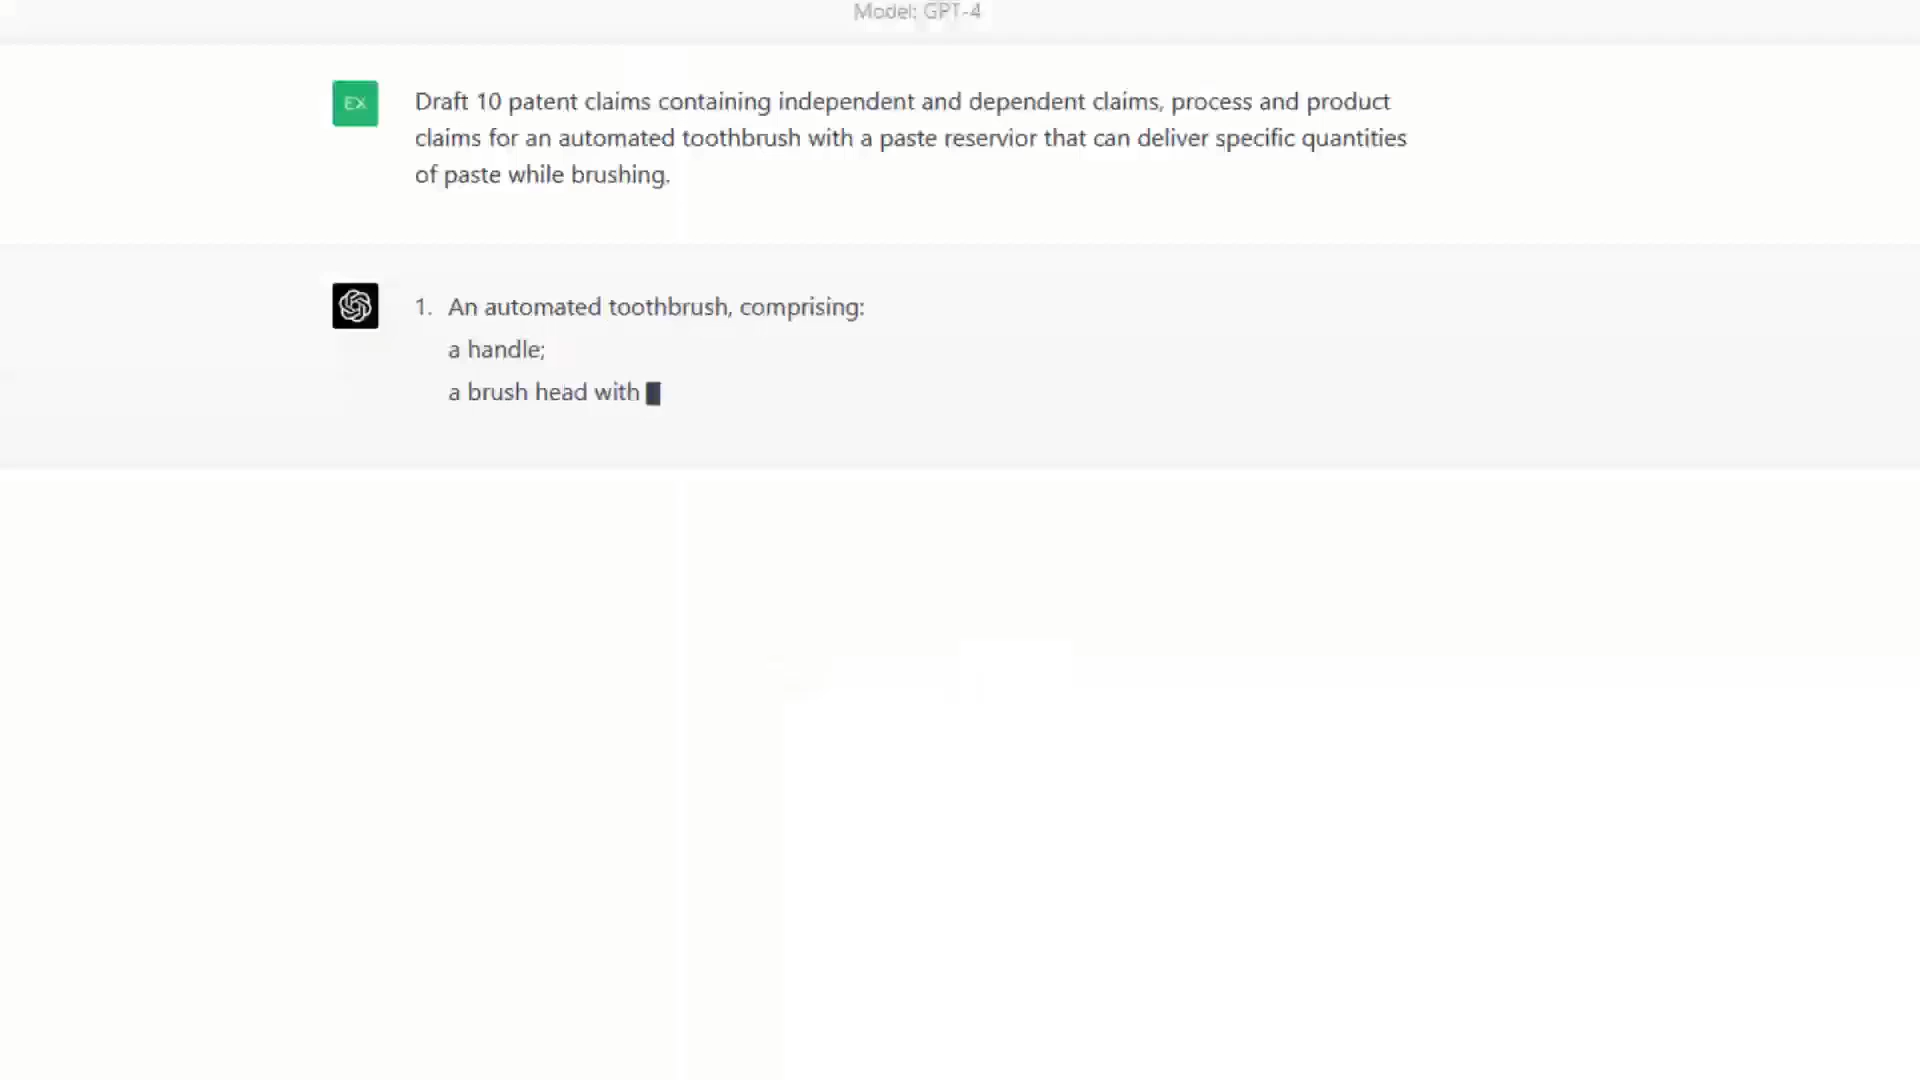 Model: GPT-4
EX
Draft 10 patent claims containing independent and dependent claims, process and product
claims for an automated toothbrush with a paste reservior that can deliver specific quantities
of paste while brushing.
1. An automated toothbrush, comprising:
a handle;
a brush head with